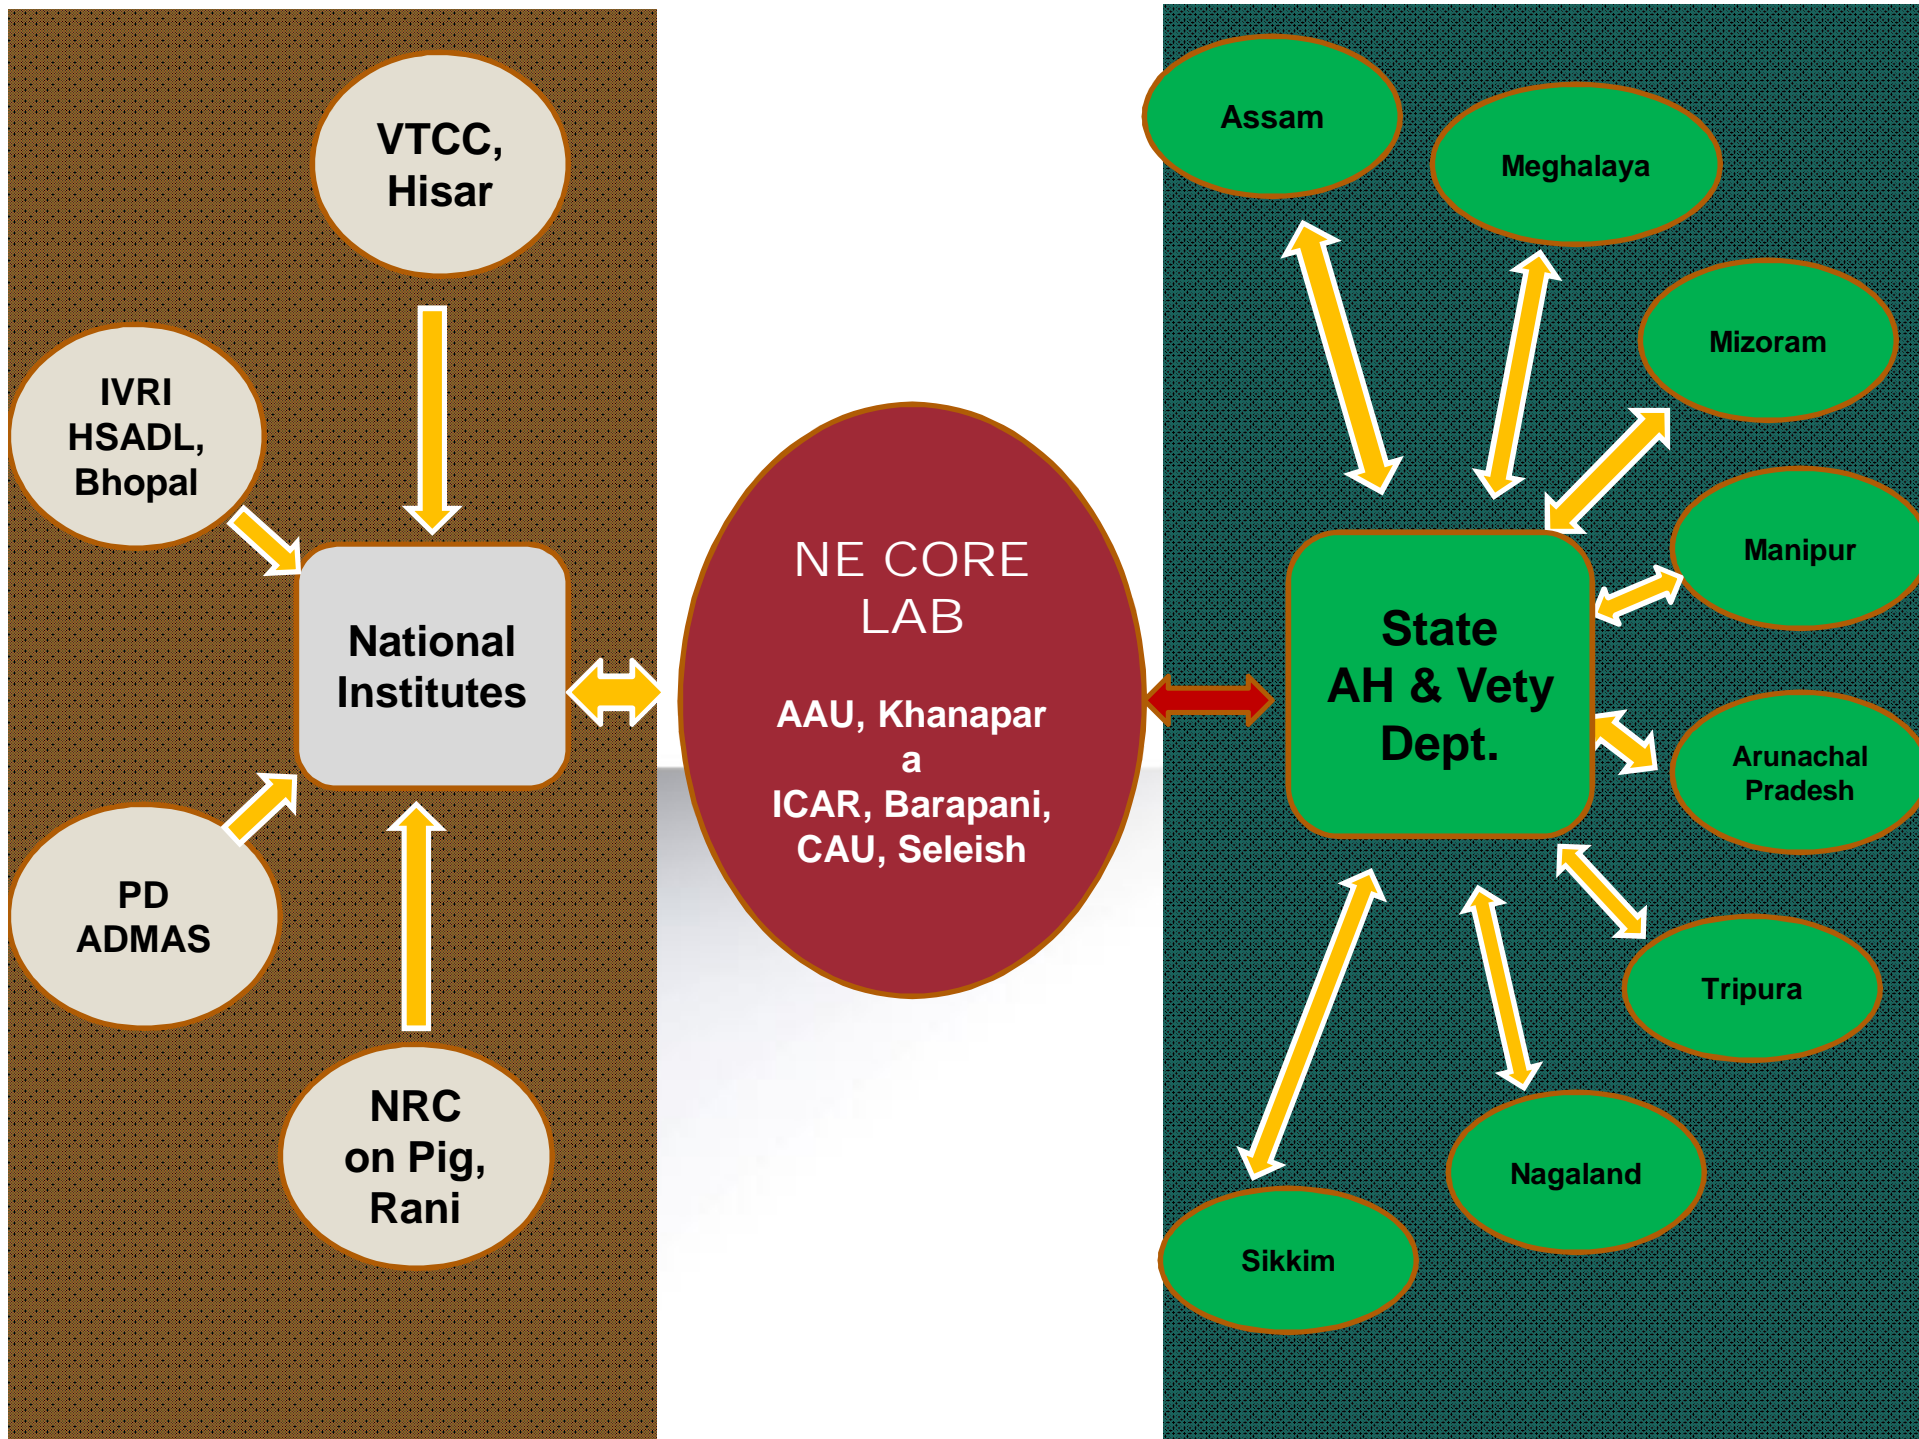 VTCC,
Hisar
IVRI
HSADL,
Bhopal
National
Institutes
PD
ADMAS
NRC
on Pig,
Rani
NE CORE
LAB
AAU, Khanapar
a
ICAR, Barapani,
CAU, Seleish
State
AH & Vety
Dept.
Assam
Meghalaya
Mizoram
Manipur
Arunachal
Pradesh
Tripura
Nagaland
Sikkim